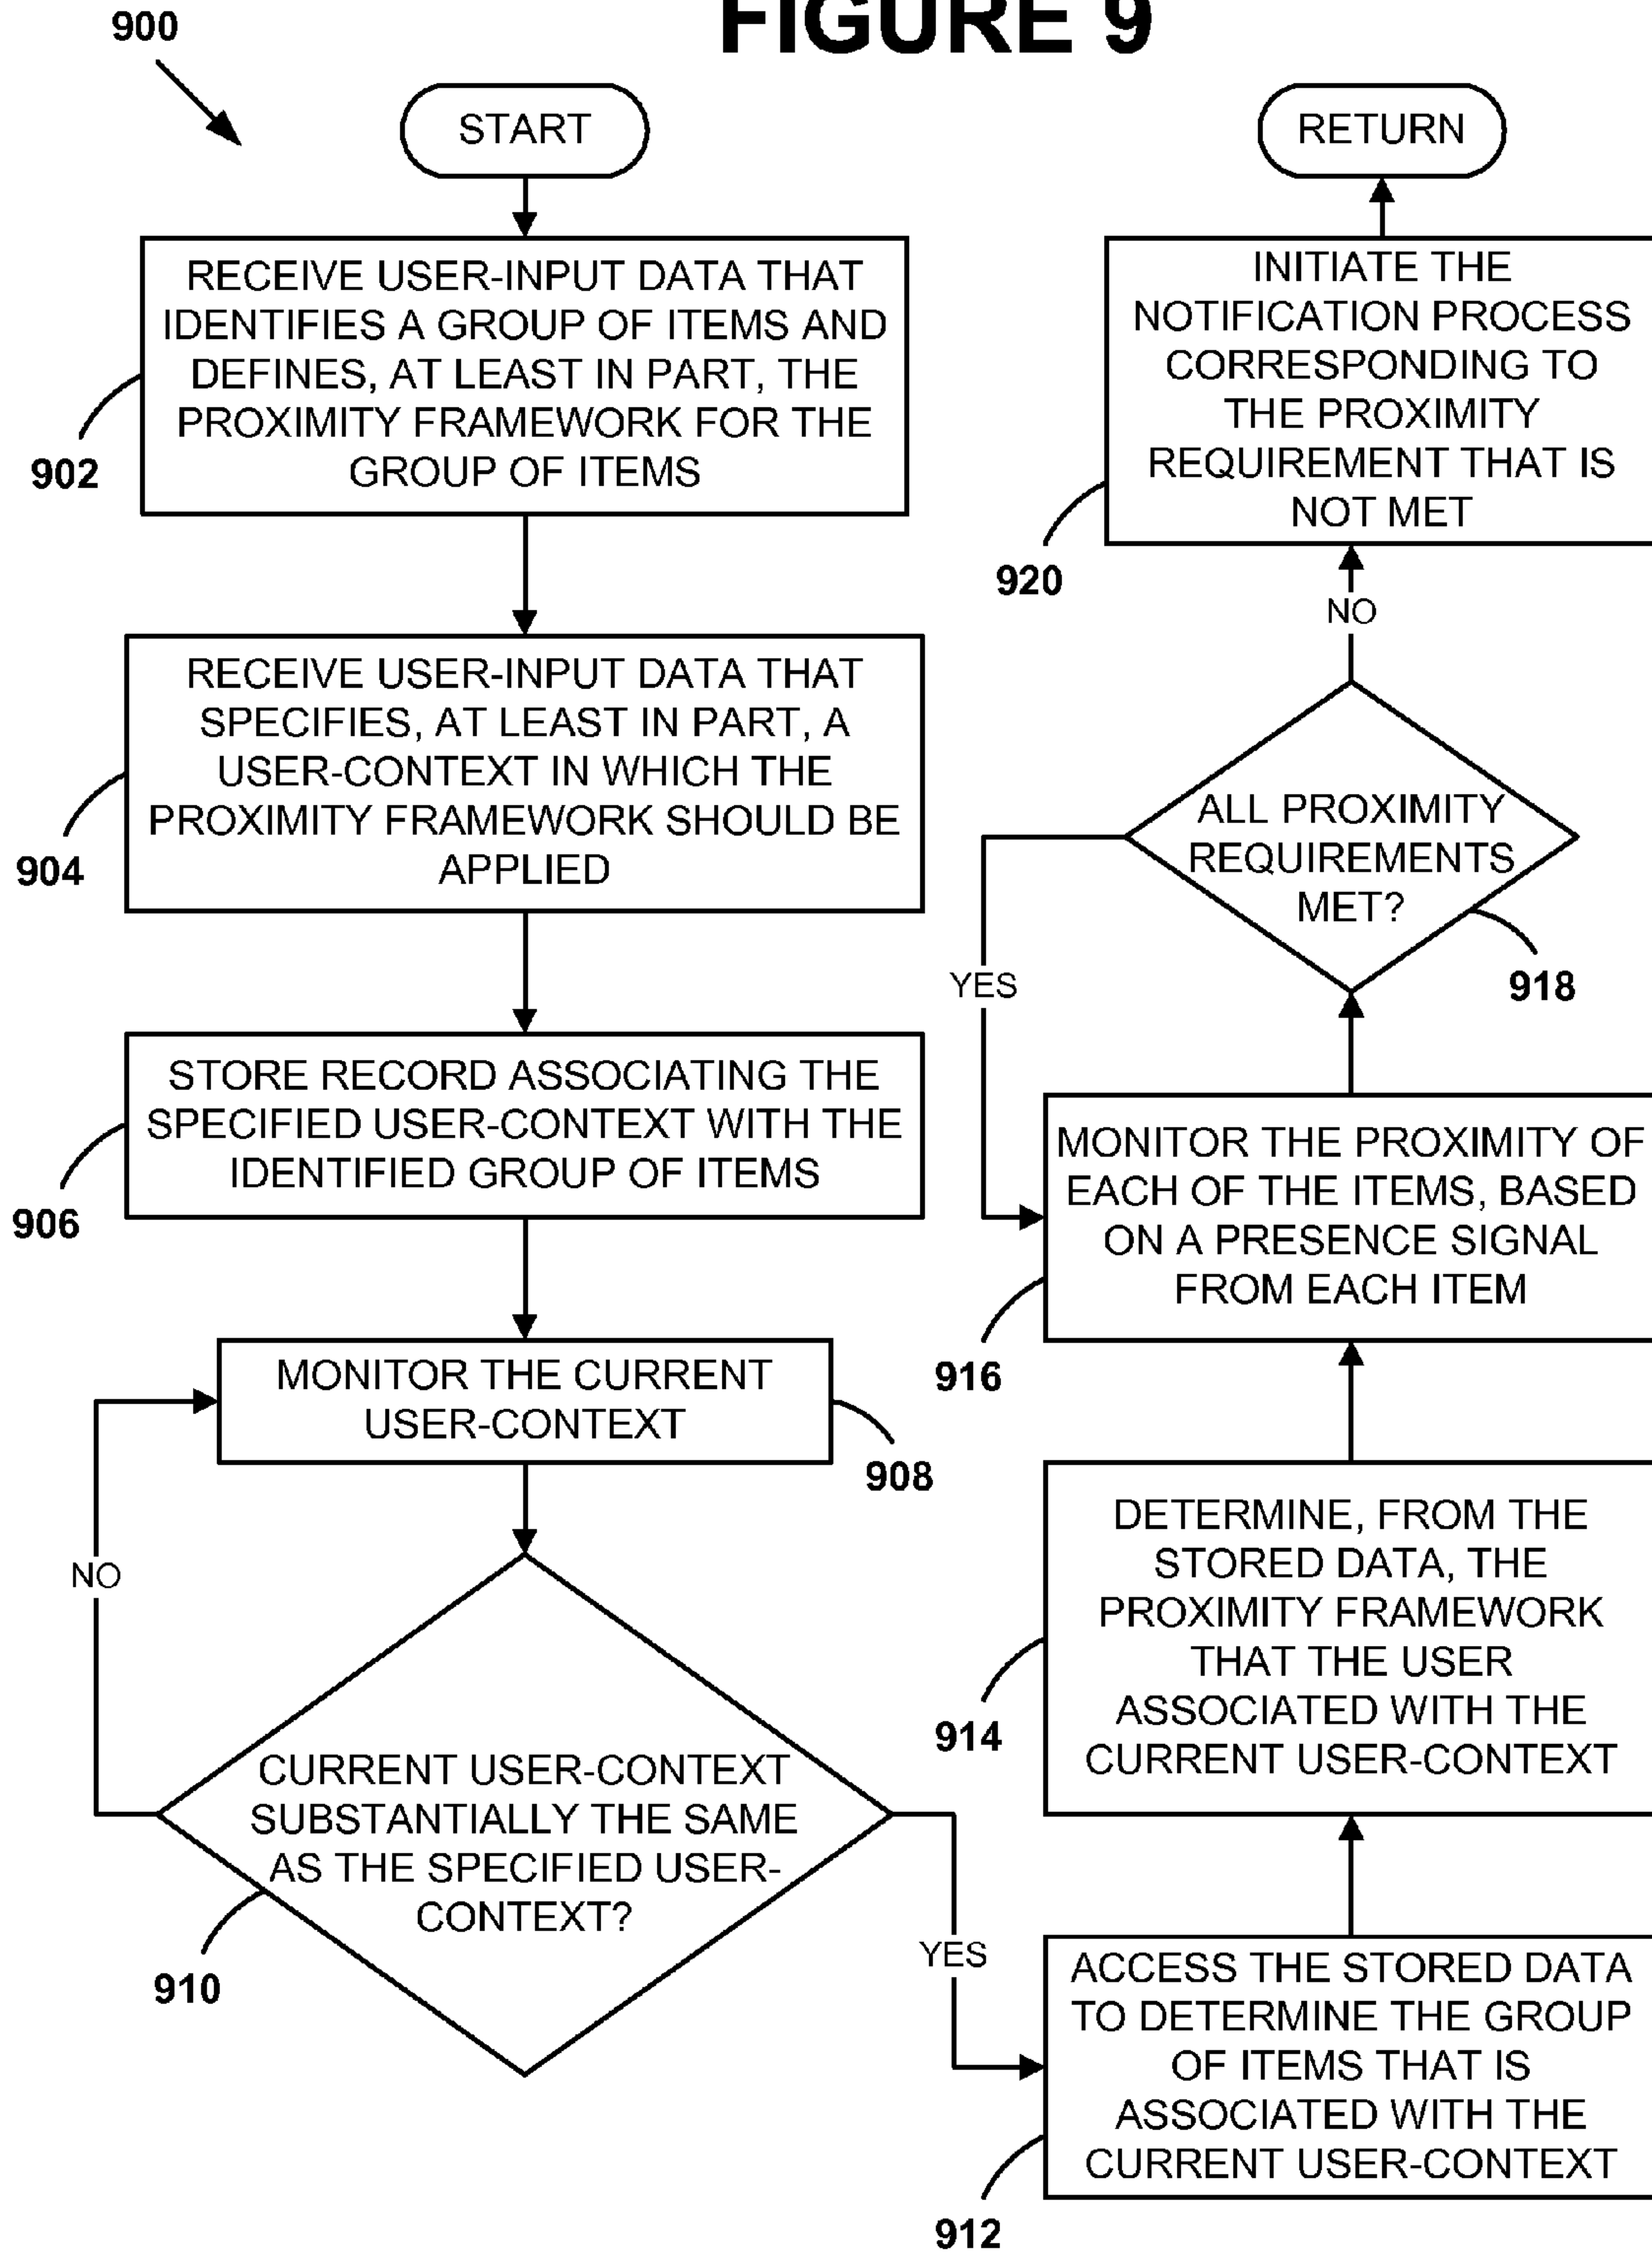 FIGURE 9
900
START
RECEIVE USER-INPUT DATA THAT
IDENTIFIES A GROUP OF ITEMS AND
DEFINES, AT LEAST IN PART, THE
PROXIMITY FRAMEWORK FOR THE
GROUP OF ITEMS
902
RECEIVE USER-INPUT DATA THAT
SPECIFIES, AT LEAST IN PART, A
USER-CONTEXT IN WHICH THE
PROXIMITY FRAMEWORK SHOULD BE
APPLIED
904
STORE RECORD ASSOCIATING THE
SPECIFIED USER-CONTEXT WITH THE
IDENTIFIED GROUP OF ITEMS
906
MONITOR THE CURRENT
USER-CONTEXT
908
NO
CURRENT USER-CONTEXT
SUBSTANTIALLY THE SAME
AS THE SPECIFIED USER-
CONTEXT?
910
YES
ACCESS THE STORED DATA
TO DETERMINE THE GROUP
OF ITEMS THAT IS
ASSOCIATED WITH THE
CURRENT USER-CONTEXT
912
DETERMINE, FROM THE
STORED DATA, THE
PROXIMITY FRAMEWORK
THAT THE USER
ASSOCIATED WITH THE
CURRENT USER-CONTEXT
914
MONITOR THE PROXIMITY OF
EACH OF THE ITEMS, BASED
ON A PRESENCE SIGNAL
FROM EACH ITEM
916
YES
ALL PROXIMITY
REQUIREMENTS
MET?
918
NO
INITIATE THE
NOTIFICATION PROCESS
CORRESPONDING TO
THE PROXIMITY
REQUIREMENT THAT IS
NOT MET
920
RETURN